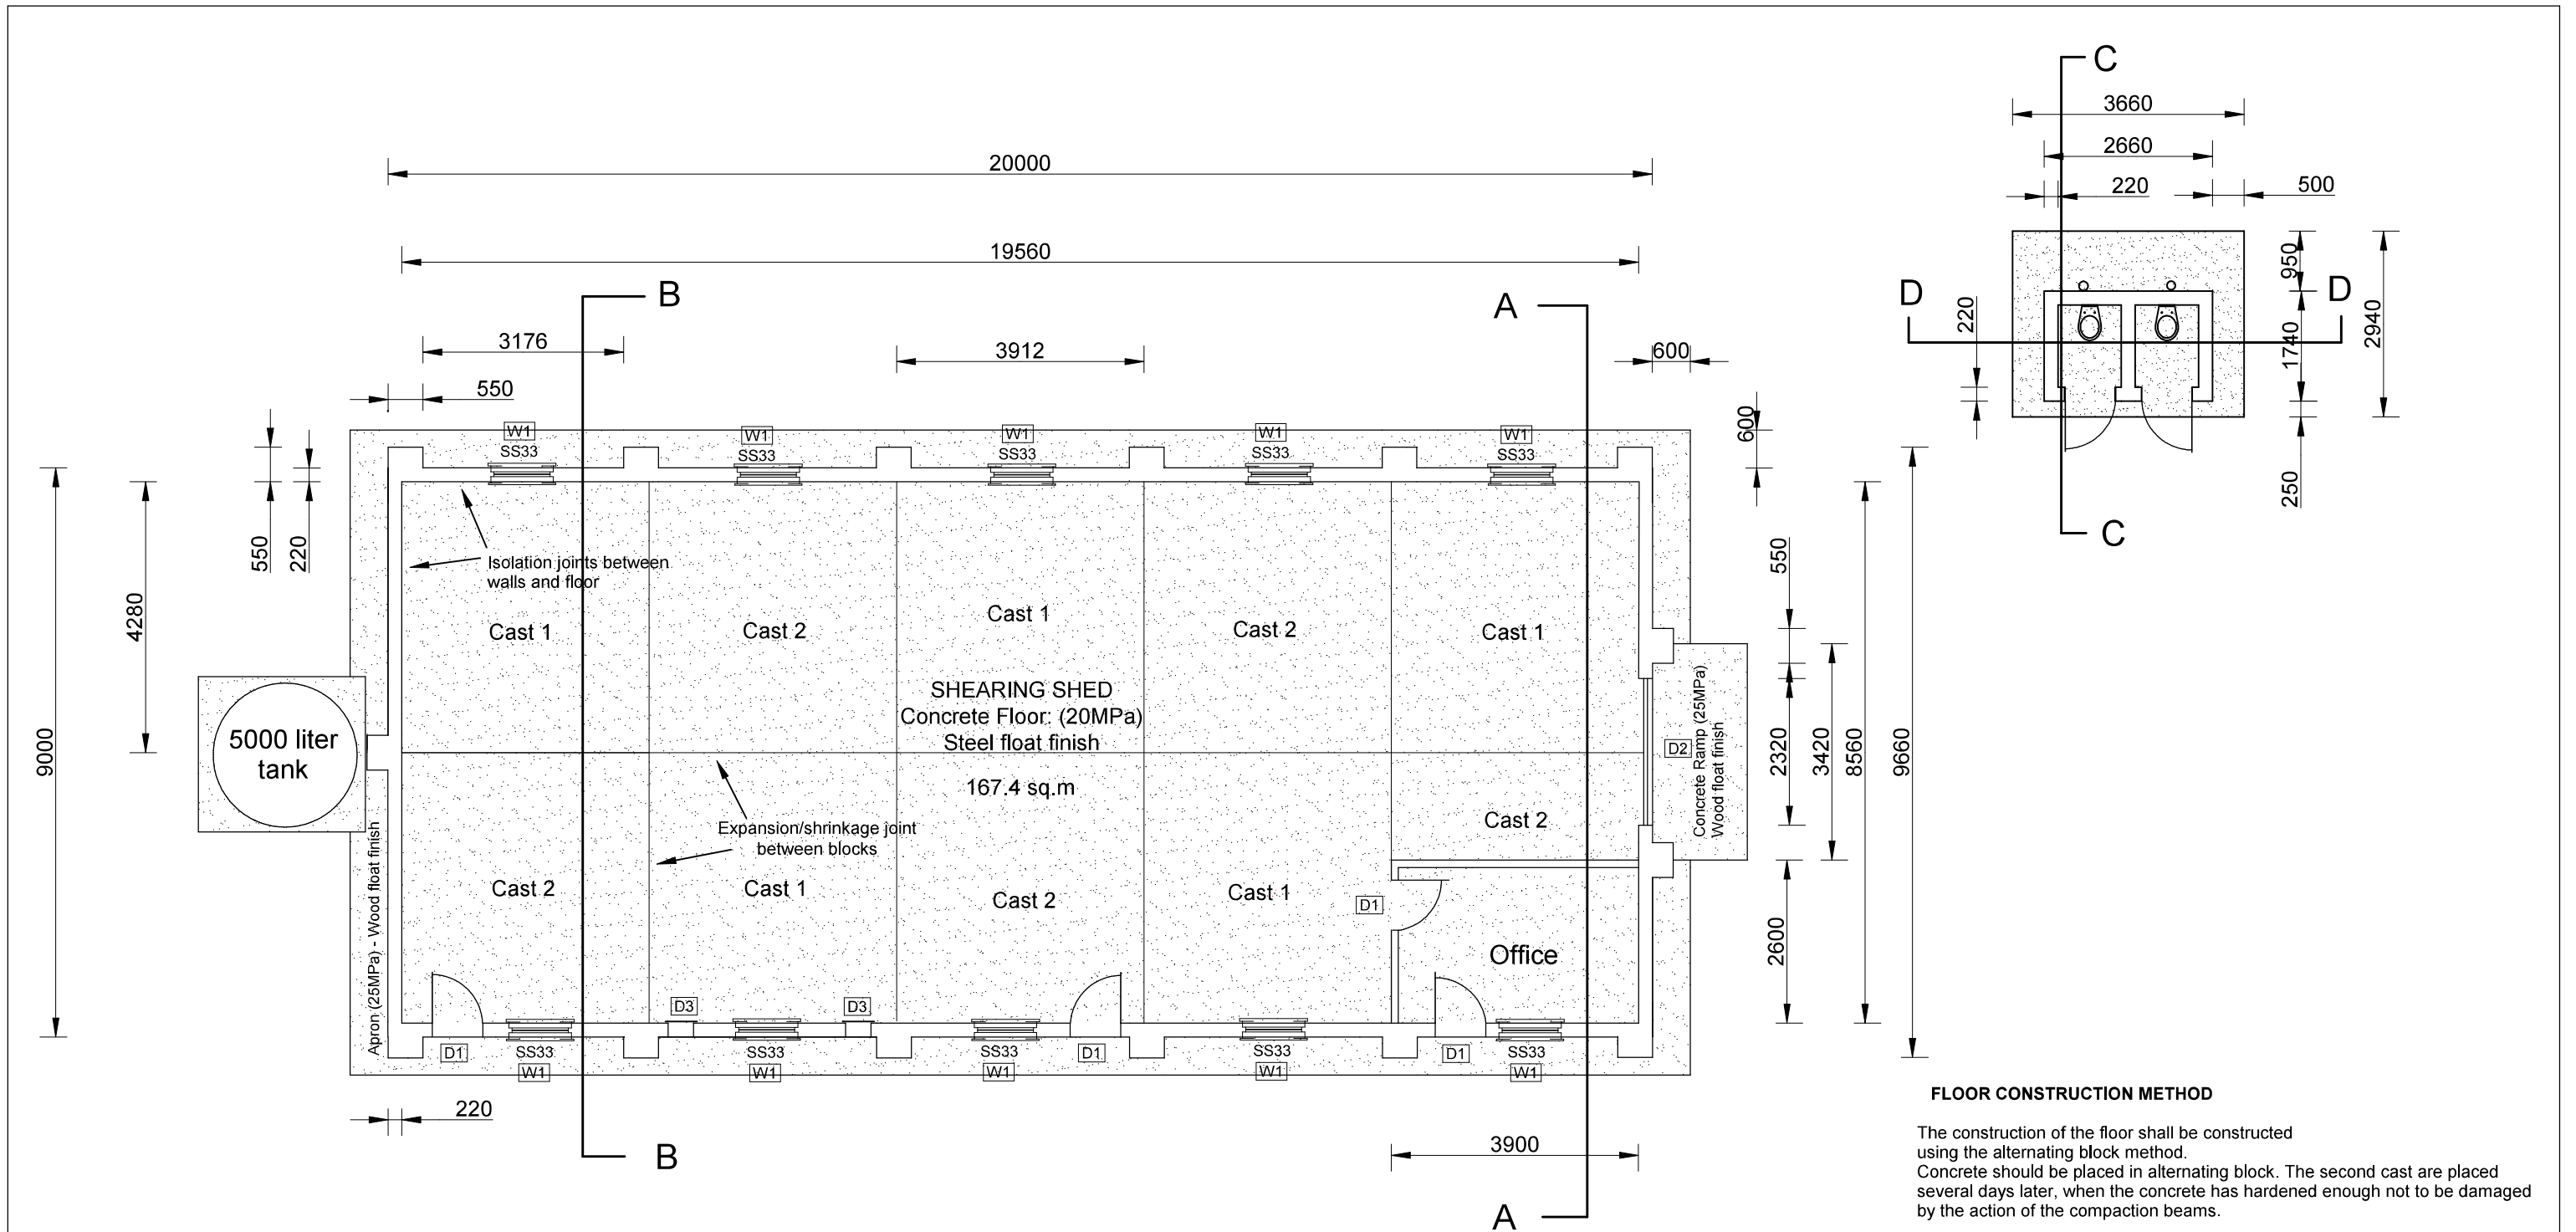 C
3660
2660
220
500
20000
19560
B
A
3176
3912
600
550
D
D
950
220
1740
2940
250
C
W1
SS33
W1
SS33
W1
SS33
W1
SS33
W1
SS33
600
550
220
4280
9000
Isolation joints between
walls and floor
Cast 1
Cast 2
Cast 1
Cast 2
Cast 1
SHEARING SHED
Concrete Floor: (20MPa)
Steel float finish
167.4 sq.m
5000 liter
tank
Expansion/shrinkage joint
between blocks
Cast 2
Cast 1
Cast 2
Cast 1
Cast 2
Apron (25MPa) - Wood float finish
D2
Concrete Ramp (25MPa)
Wood float finish
550
2320
3420
8560
9660
2600
D1
Office
D3
D3
D1
SS33
W1
SS33
W1
SS33
W1
D1
SS33
W1
D1
SS33
W1
220
B
3900
A
FLOOR CONSTRUCTION METHOD
The construction of the floor shall be constructed
using the alternating block method.
Concrete should be placed in alternating block. The second cast are placed
several days later, when the concrete has hardened enough not to be damaged
by the action of the compaction beams.